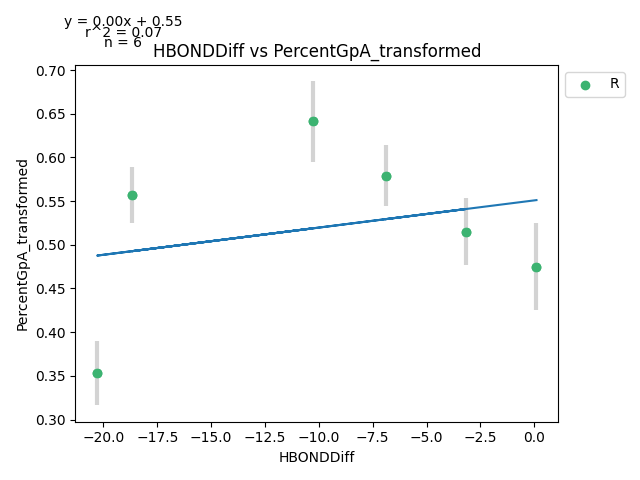 y = 0.00x + 0.55
r^2 = 0.07
n = 6
HBONDDiff vs PercentGpA_transformed
R
0.70
0.65
0.60
0.55
0.50
0.45
0.40
0.35
0.30
PercentGpA_transformed
−20.0 −17.5 −15.0 −12.5 −10.0 −7.5 −5.0 −2.5 0.0
HBONDDiff